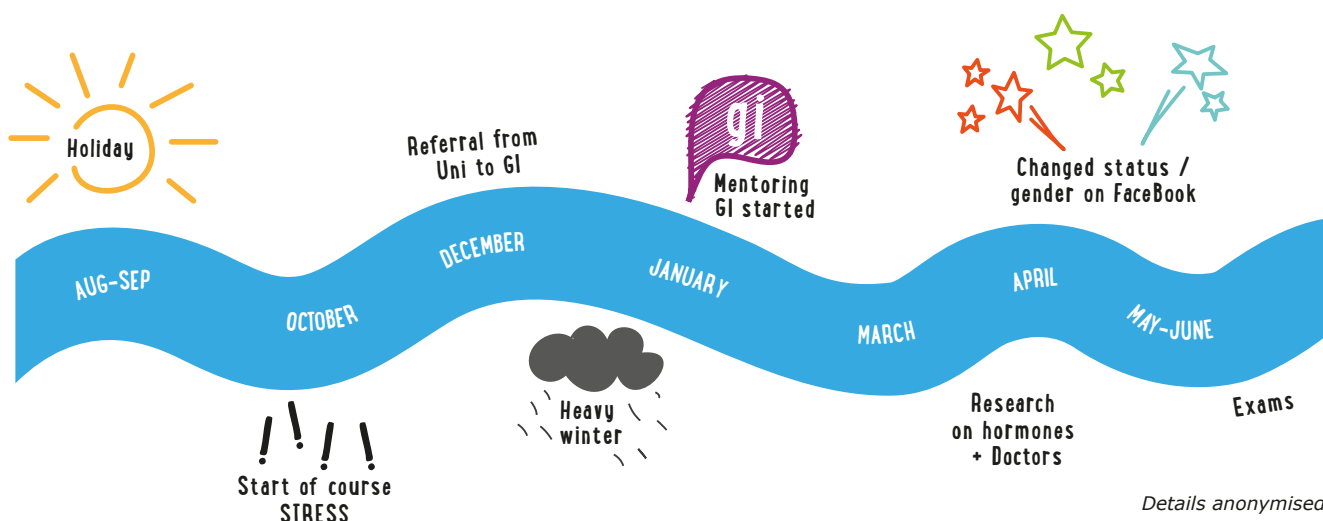 Holiday
Referral from
Uni to GI
gi
Mentoring
GI started
Changed status /
gender on FaceBook
AUG-SEP
OCTOBER
DECEMBER
JANUARY
MARCH
APRIL
MAY-JUNE
Start of course
STRESS
Heavy
winter
Research
on hormones
+ Doctors
Exams
Details anonymised